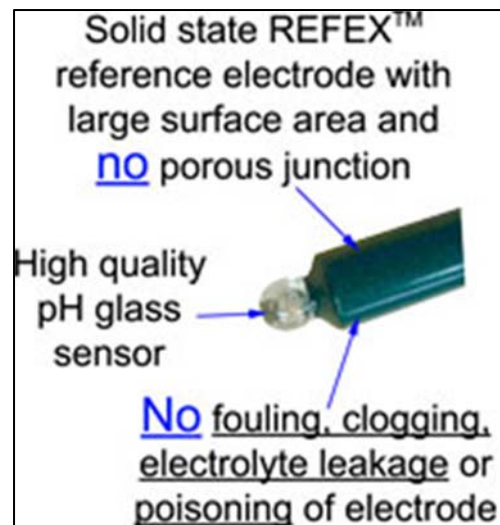 Solid state REFEX™
reference electrode with
large surface area and
no porous junction
High quality
pH glass
sensor
No fouling, clogging,
electrolyte leakage or
poisoning of electrode